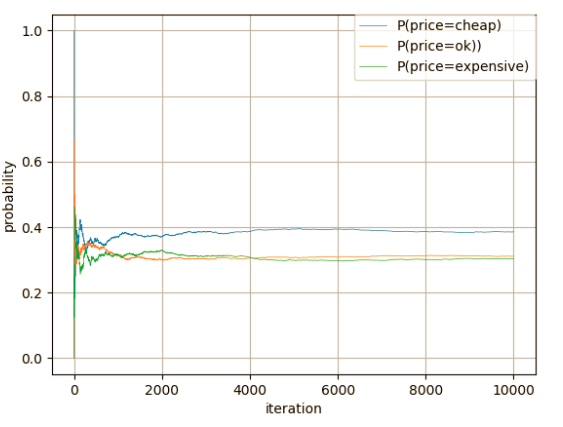 P(price=cheap)
P(price=ok))
P(price=expensive)
1.0
0.8
0.6
0.4
0.2
0.0
probability
0 2000 4000 6000 8000 10000
iteration